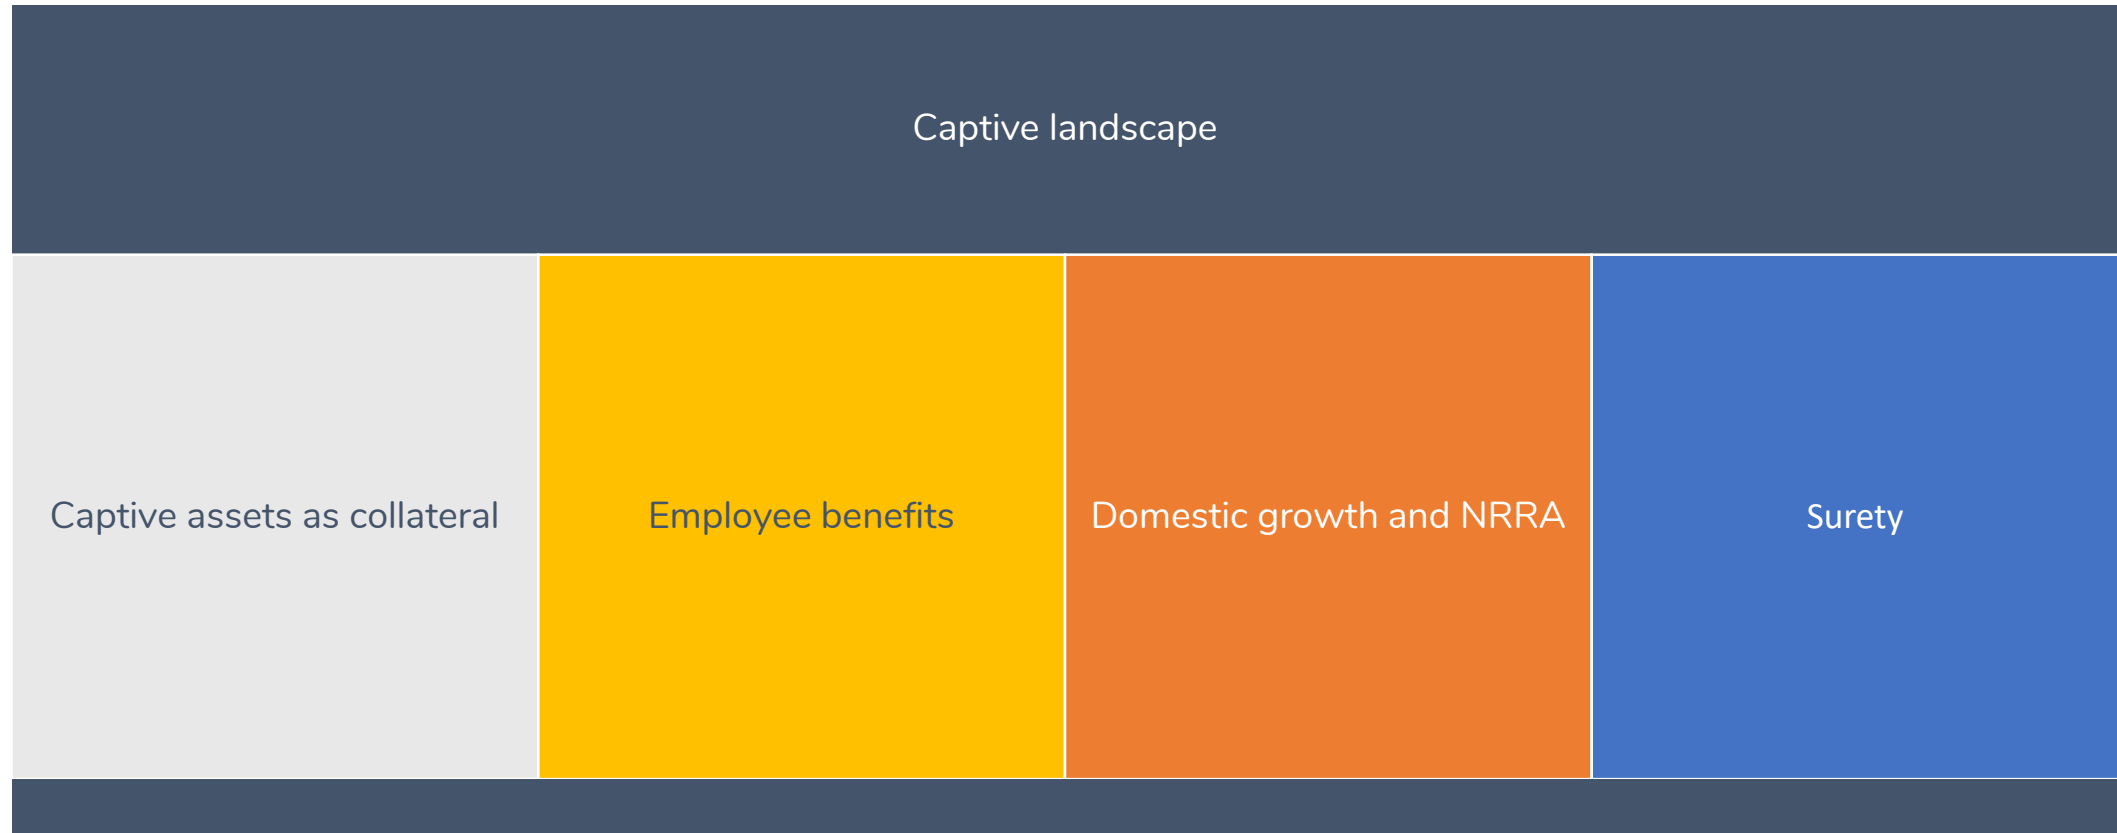 Captive landscape
Captive assets as collateral
Employee benefits
Domestic growth and NRRA
Surety